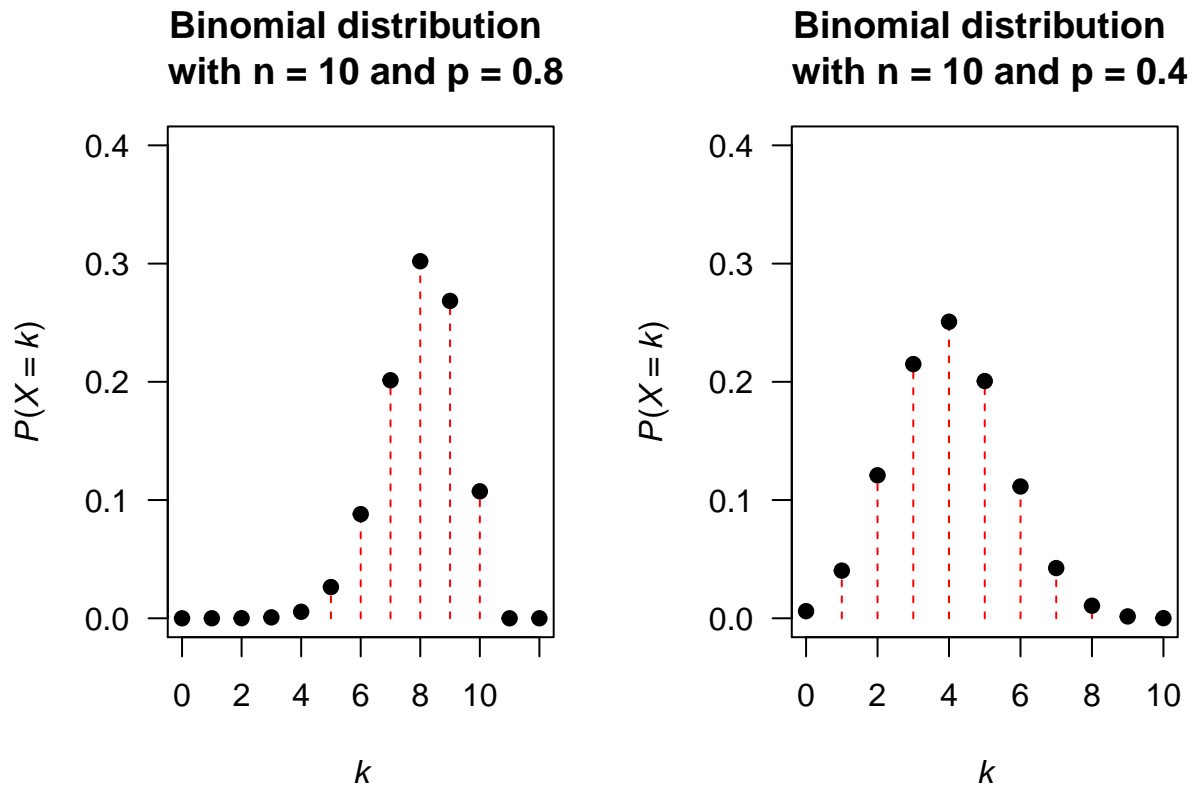 Binomial distribution
with n = 10 and p = 0.8
0.4
0.3
0.2
0.1
0.0
P(X = k)
0 2 4 6 8 10
k
Binomial distribution
with n = 10 and p = 0.4
0.4
0.3
0.2
0.1
0.0
P(X = k)
0 2 4 6 8 10
k